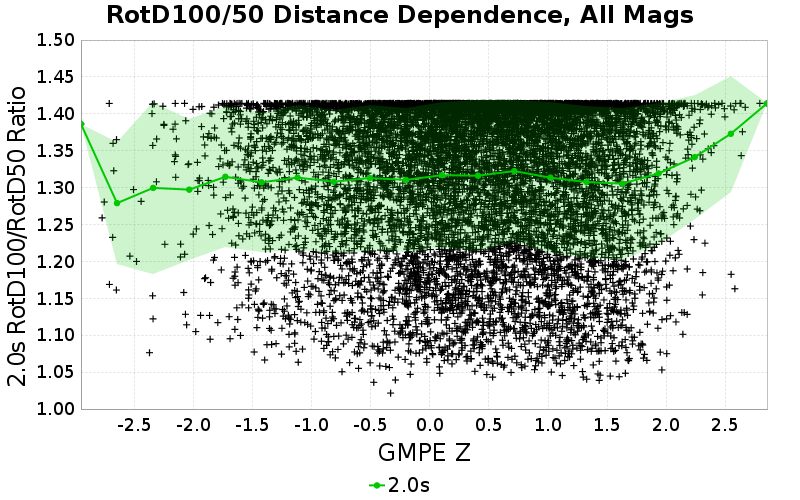 RotD100/50 Distance Dependence, All Mags
2.0s RotD100/RotD50 Ratio
1.50
1.45
1.40
1.35
1.30
1.25
1.20
1.15
1.10
1.05
1.00
-2.5 -2.0 -1.5 -1.0 -0.5 0.0 0.5 1.0 1.5 2.0 2.5
GMPE Z
2.0s